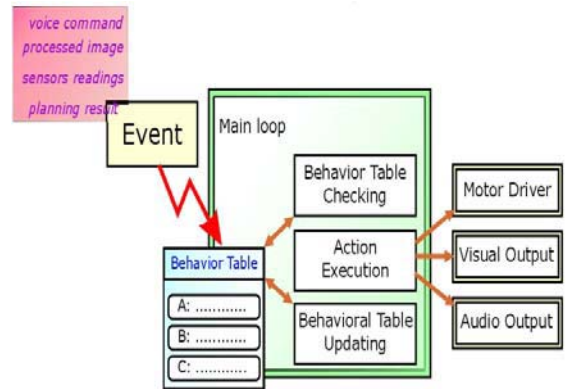 voice command
processed image
sensors readings
planning result
Event
Main loop
Behavior Table
Checking
Action
Execution
Behavioral Table
Updating
Motor Driver
Visual Output
Audio Output
Behavior Table
A: ............
B: ............
C: ............